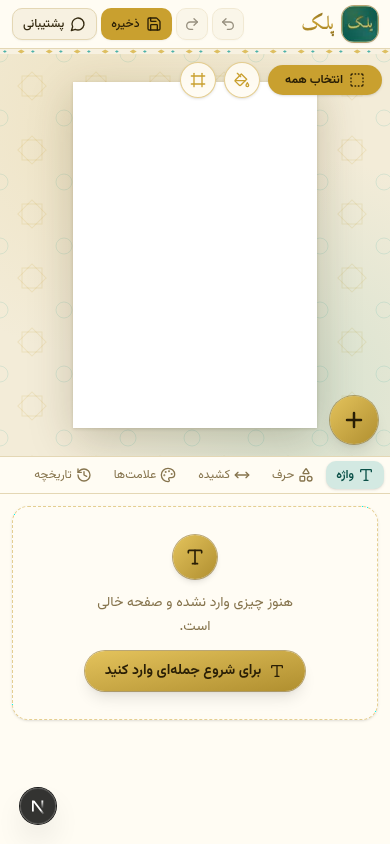 پلک
پلک
ذخیره
پشتیبانی
انتخاب همه
واژه
حرف
کشیده
علامت‌ها
تاریخچه
هنوز چیزی وارد نشده و صفحه خالی
است.
برای شروع جمله‌ای وارد کنید
N